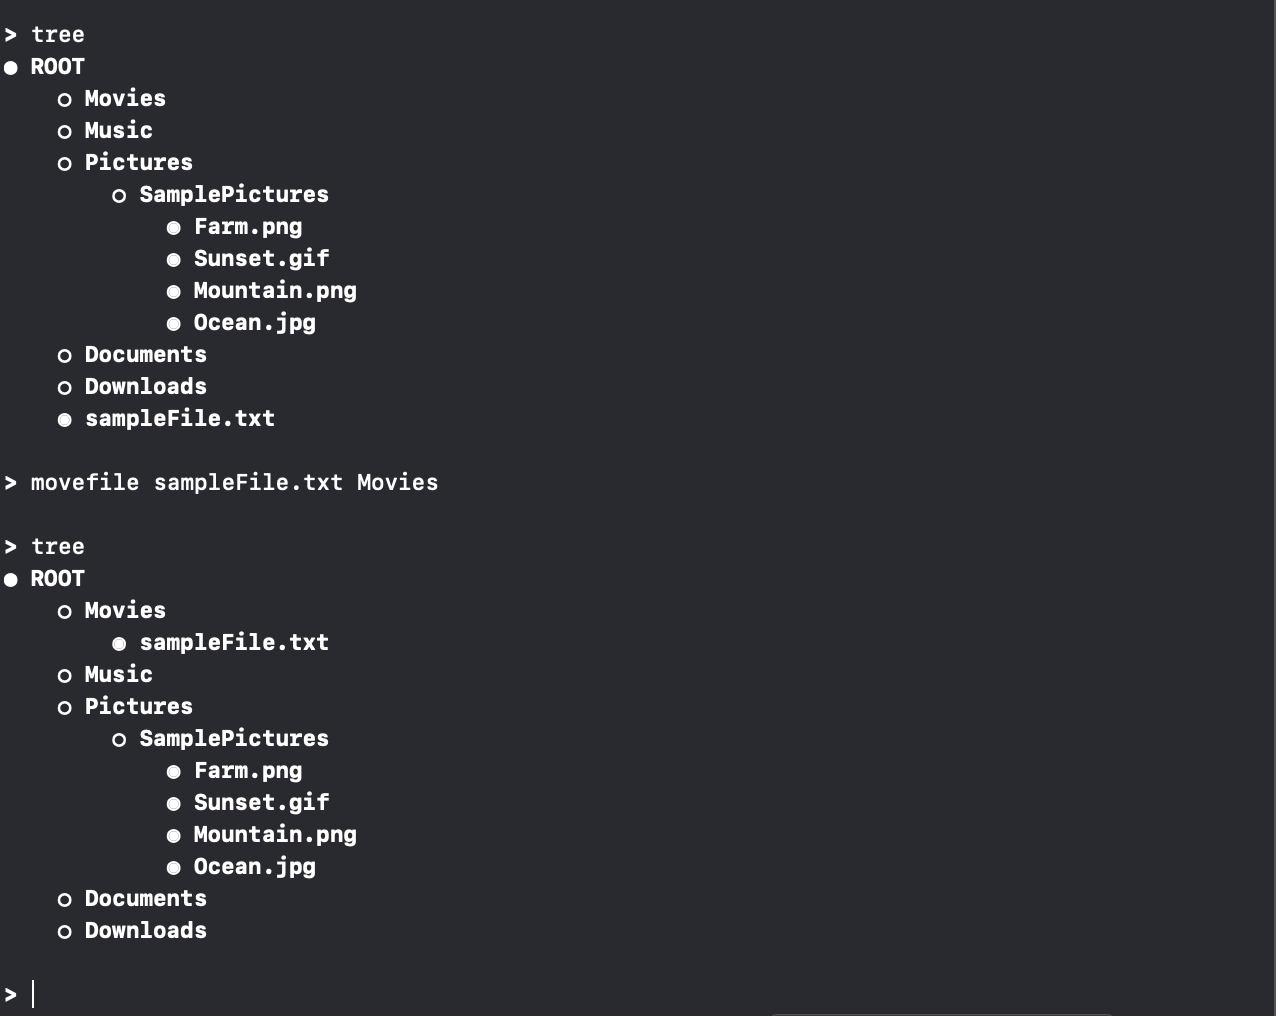 > tree
● ROOT
    ○ Movies
    ○ Music
    ○ Pictures
        ○ SamplePictures
            ◉ Farm.png
            ◉ Sunset.gif
            ◉ Mountain.png
            ◉ Ocean.jpg
    ○ Documents
    ○ Downloads
    ◉ sampleFile.txt
> movefile sampleFile.txt Movies
> tree
● ROOT
    ○ Movies
        ◉ sampleFile.txt
    ○ Music
    ○ Pictures
        ○ SamplePictures
            ◉ Farm.png
            ◉ Sunset.gif
            ◉ Mountain.png
            ◉ Ocean.jpg
    ○ Documents
    ○ Downloads
>